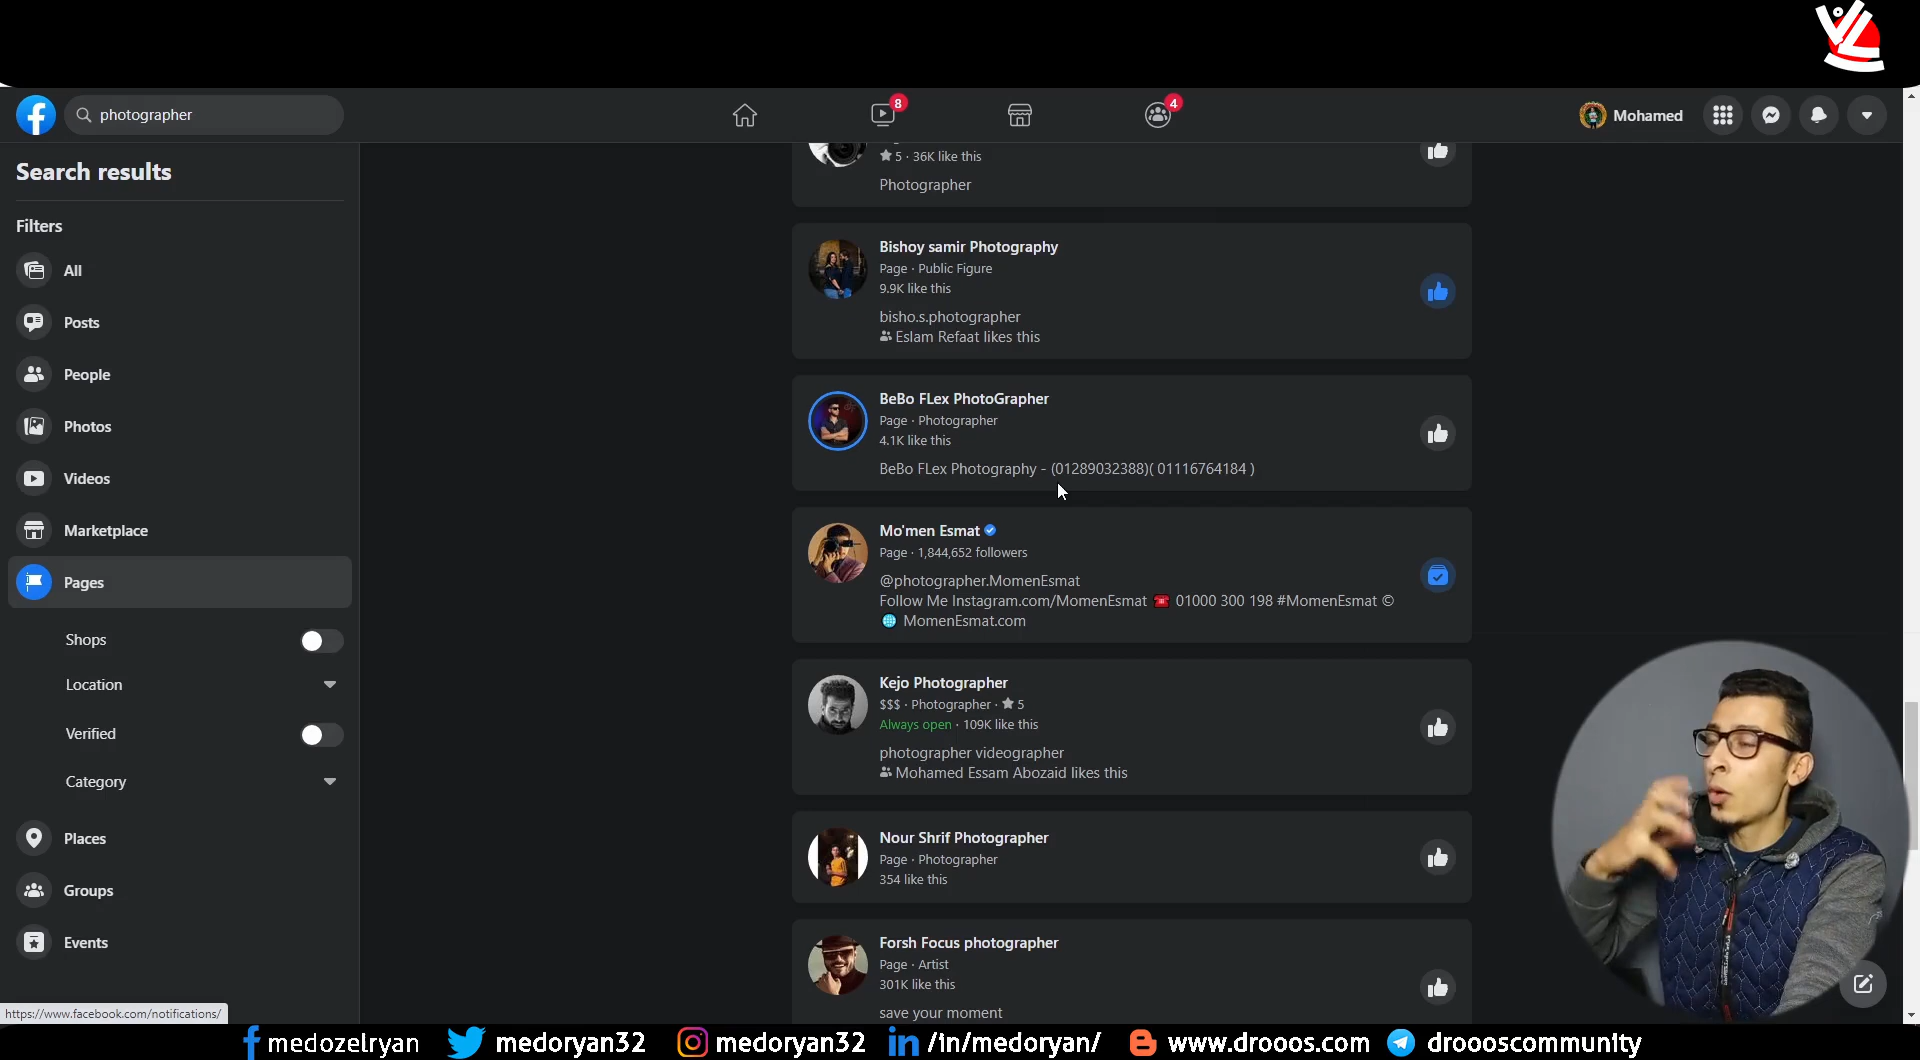 photographer
8
4
Mohamed
Search results
Filters
All
Posts
People
Photos
Videos
Marketplace
Pages
Shops
Location
Verified
Category
Places
Groups
Events
5 · 36K like this
Photographer
Bishoy samir Photography
Page · Public Figure
9.9K like this
bisho.s.photographer
Eslam Refaat likes this
BeBo FLex PhotoGrapher
Page · Photographer
4.1K like this
BeBo FLex Photography - (01289032388)( 01116764184 )
Mo'men Esmat
Page · 1,844,652 followers
@photographer.MomenEsmat
Follow Me Instagram.com/MomenEsmat ☎️ 01000 300 198 #MomenEsmat ©
🌐 MomenEsmat.com
Kejo Photographer
$$$ · Photographer · ★ 5
Always open · 109K like this
photographer videographer
Mohamed Essam Abozaid likes this
Nour Shrif Photographer
Page · Photographer
354 like this
Forsh Focus photographer
Page · Artist
301K like this
save your moment
https://www.facebook.com/notifications/
medozelryan medoryan32 medoryan32 /in/medoryan/ www.drooos.com droooscommunity